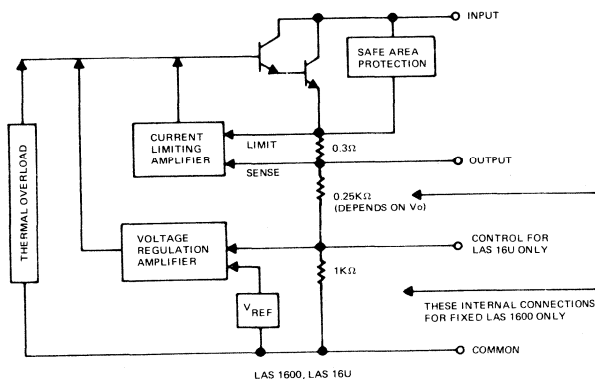 INPUT
SAFE AREA
PROTECTION
THERMAL OVERLOAD
CURRENT
LIMITING
AMPLIFIER
LIMIT
SENSE
0.3Ω
OUTPUT
0.25KΩ
(DEPENDS ON Vo)
VOLTAGE
REGULATION
AMPLIFIER
CONTROL FOR
LAS 16U ONLY
1KΩ
VREF
THESE INTERNAL CONNECTIONS
FOR FIXED LAS 1600 ONLY
COMMON
LAS 1600, LAS 16U